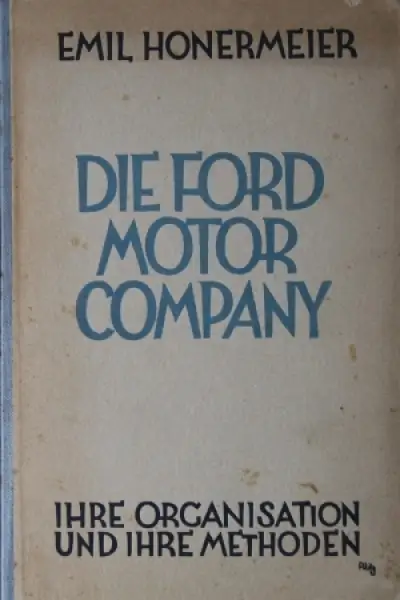 EMIL HONERMEIER
DIE FORD
MOTOR
COMPANY
IHRE ORGANISATION
UND IHRE METHODEN